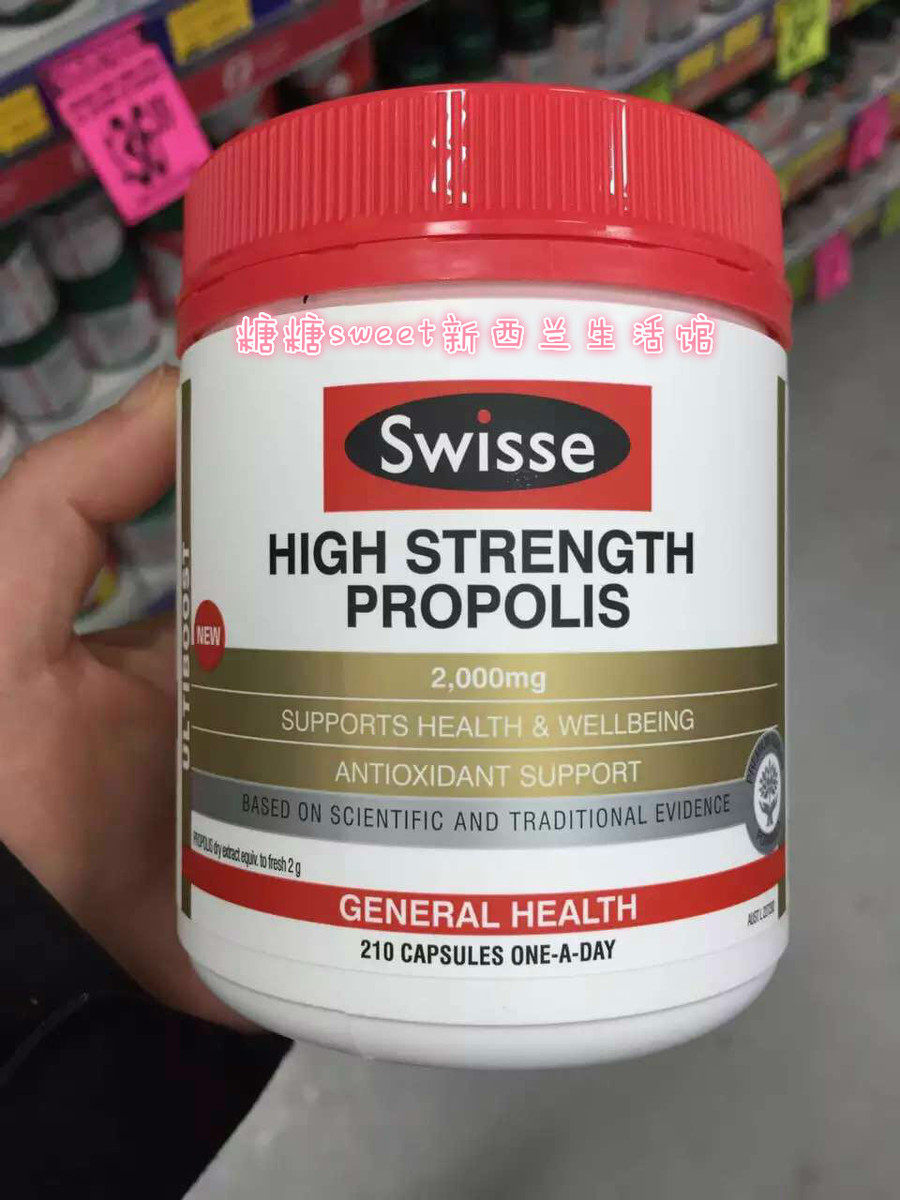 糖糖sweet新西兰生活馆
Swisse
HIGH STRENGTH
PROPOLIS
ULTIBOOST
NEW
2,000mg
SUPPORTS HEALTH & WELLBEING
ANTIOXIDANT SUPPORT
BASED ON SCIENTIFIC AND TRADITIONAL EVIDENCE
PROPOLIS dry extract equiv. to fresh 2 g
GENERAL HEALTH
210 CAPSULES ONE-A-DAY